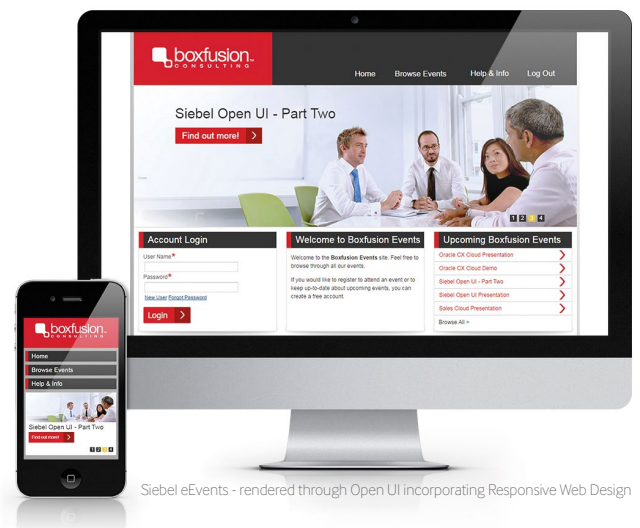 boxfusion™
CONSULTING
Home Browse Events Help & Info Log Out
Siebel Open UI - Part Two
Find out more!
1 2 3 4
Account Login
User Name*
Password*
New User Forgot Password
Login
Welcome to Boxfusion Events
Welcome to the Boxfusion Events site. Feel free to
browse through all our events.
If you would like to register to attend an event or to
keep up-to-date about upcoming events, you can
create a free account.
Upcoming Boxfusion Events
Oracle CX Cloud Presentation
Oracle CX Cloud Demo
Siebel Open UI - Part Two
Siebel Open UI Presentation
Sales Cloud Presentation
Browse All >
boxfusion™
CONSULTING
Home
Browse Events
Help & Info
Siebel Open UI - Part Two
Find out more!
1 2 3 4
Siebel eEvents - rendered through Open UI incorporating Responsive Web Design